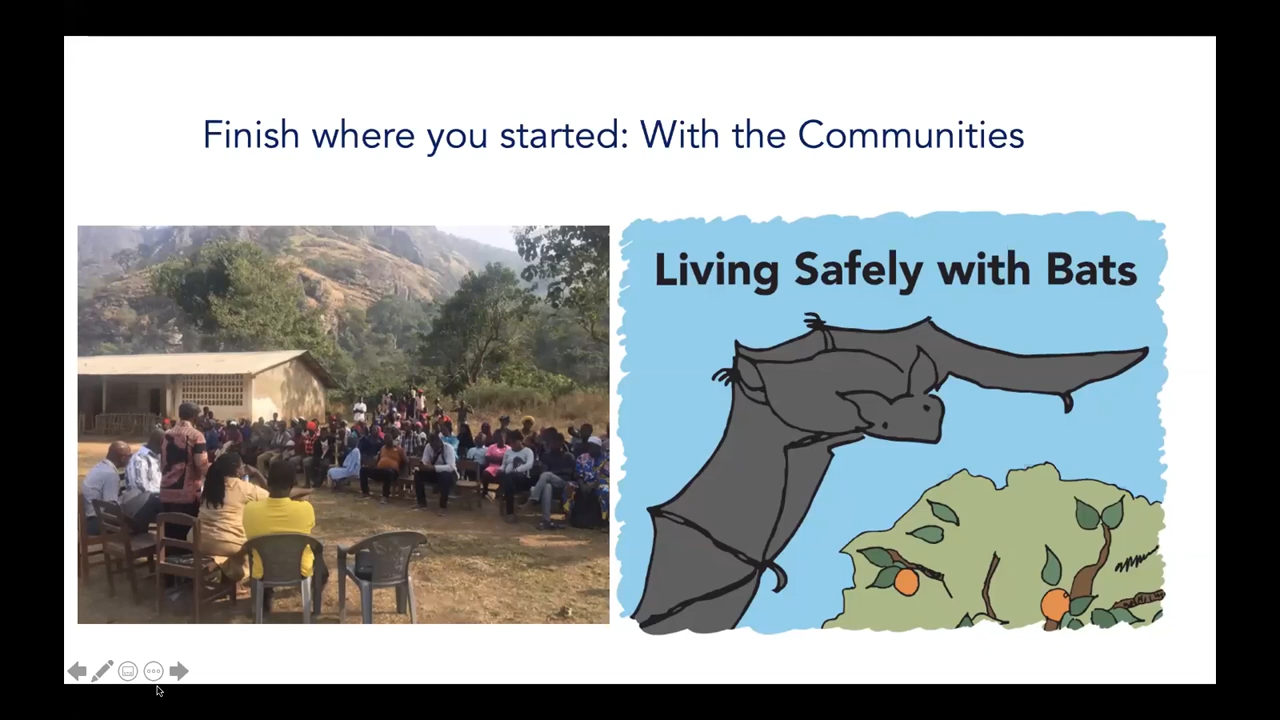 Finish where you started: With the Communities
Living Safely with Bats